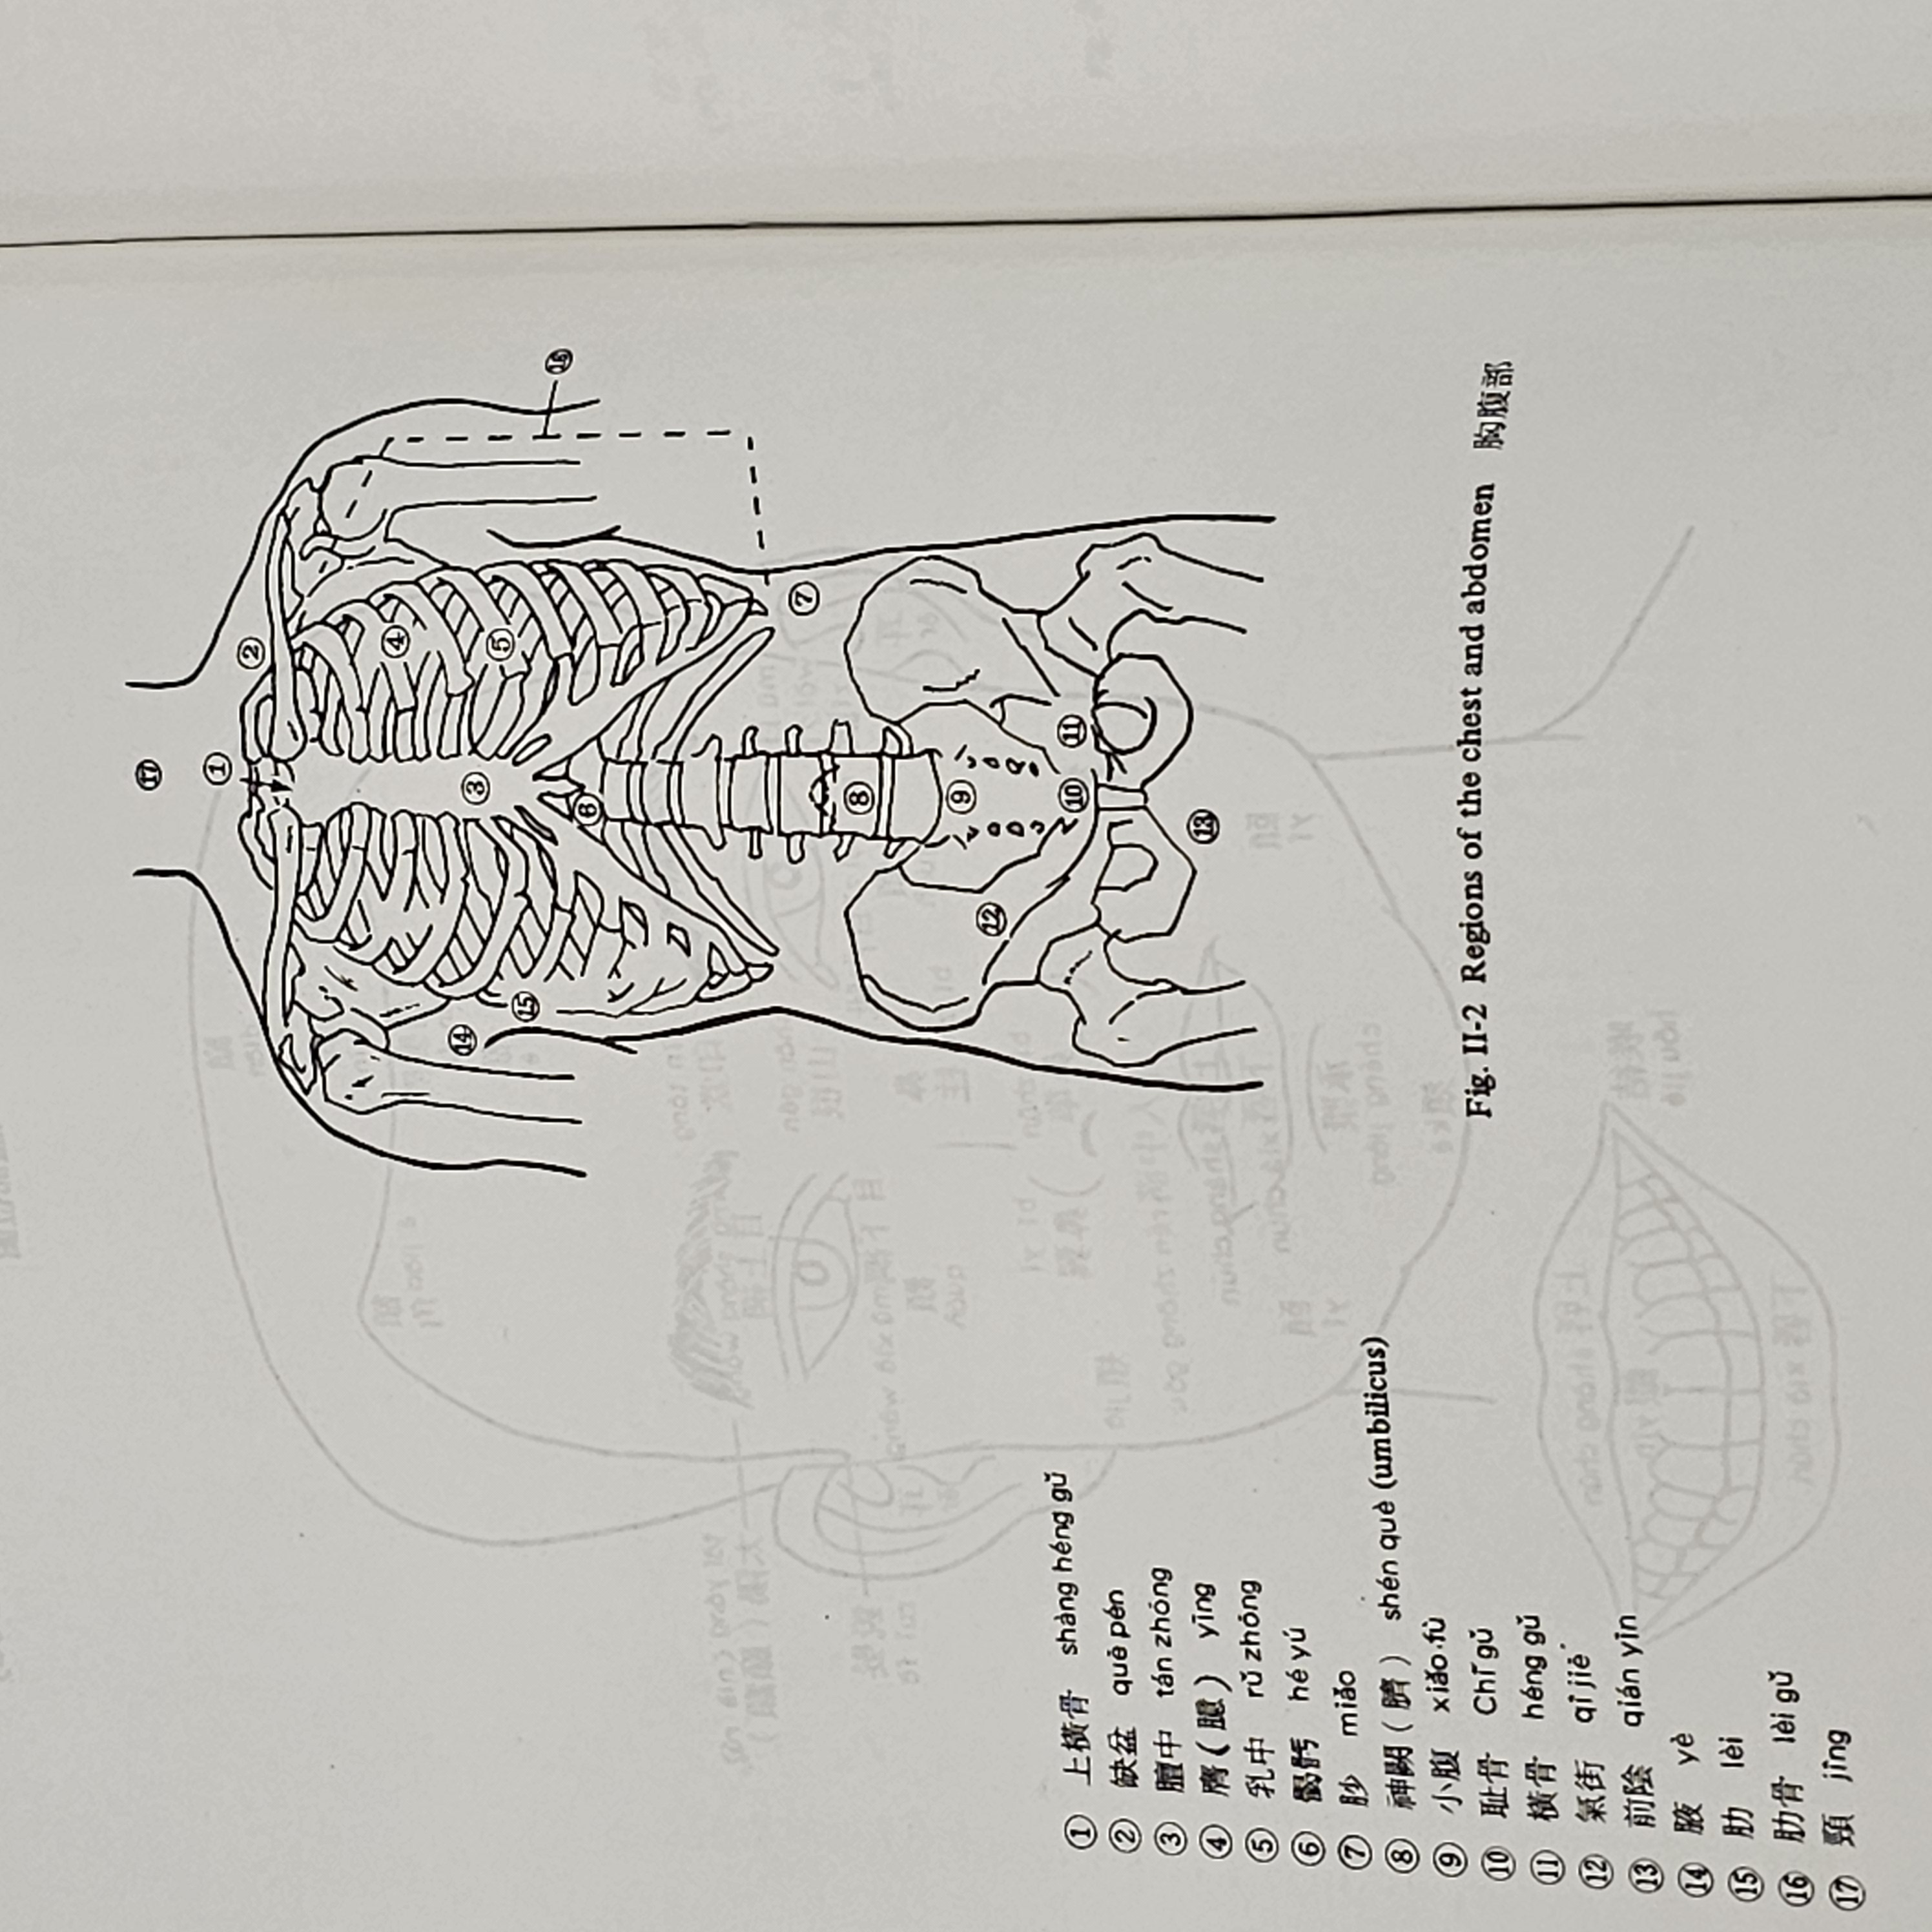 ⑰
①
②
④
⑭
③
⑤
⑮
⑯
⑥
⑦
⑧
⑨
⑫
⑩ ⑪
⑬
① 上横骨 shàng héng gǔ
② 缺盆 quē pén
③ 膻中 tán zhōng
④ 膺(臆) yīng
⑤ 乳中 rǔ zhōng
⑥ 𩩲骬 hé yú
⑦ 䏚 miǎo
⑧ 神闕(臍) shén què (umbilicus)
⑨ 小腹 xiǎo fù
⑩ 耻骨 Chǐ gǔ
⑪ 橫骨 héng gǔ
⑫ 氣街 qì jiē
⑬ 前陰 qián yīn
⑭ 腋 yè
⑮ 肋 lèi
⑯ 肋骨 lèi gǔ
⑰ 頸 jǐng
Fig. II-2 Regions of the chest and abdomen 胸腹部